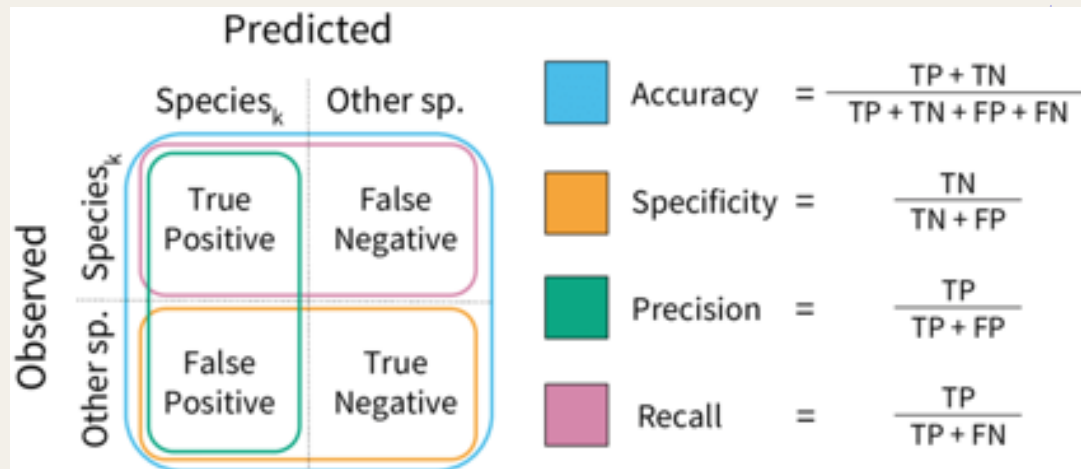 Predicted
Species_k Other sp.
Observed
Species_k
True Positive
False Negative
Other sp.
False Positive
True Negative
Accuracy = TP + TN / TP + TN + FP + FN
Specificity = TN / TN + FP
Precision = TP / TP + FP
Recall = TP / TP + FN